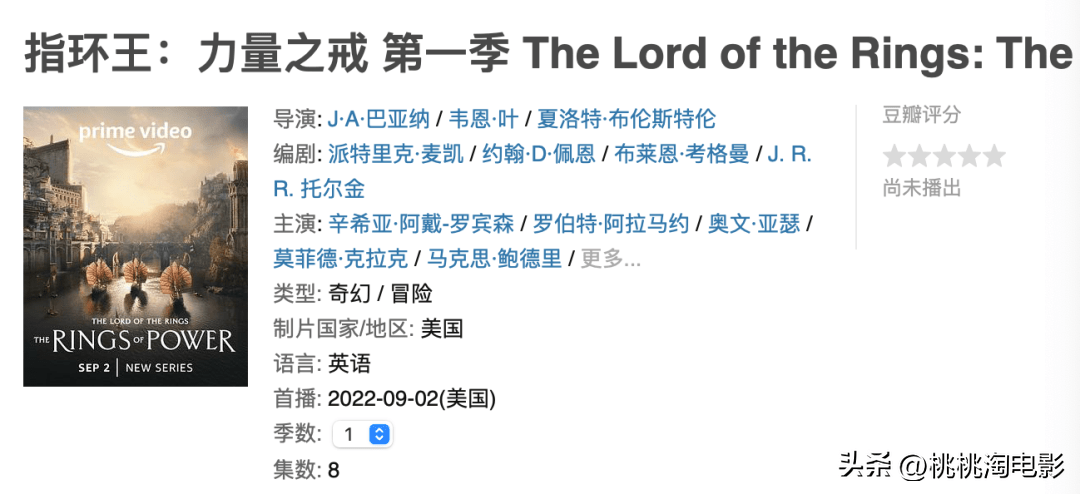 指环王：力量之戒 第一季 The Lord of the Rings: The
prime video
THE LORD OF THE RINGS
THE RINGS OF POWER
SEP 2 | NEW SERIES
导演: J·A·巴亚纳 / 韦恩·叶 / 夏洛特·布伦斯特伦
编剧: 派特里克·麦凯 / 约翰·D·佩恩 / 布莱恩·考格曼 / J. R.
R. 托尔金
主演: 辛希亚·阿戴-罗宾森 / 罗伯特·阿拉马约 / 奥文·亚瑟 /
莫菲德·克拉克 / 马克思·鲍德里 / 更多...
类型: 奇幻 / 冒险
制片国家/地区: 美国
语言: 英语
首播: 2022-09-02(美国)
季数: 1
集数: 8
豆瓣评分
尚未播出
头条 @桃桃淘电影